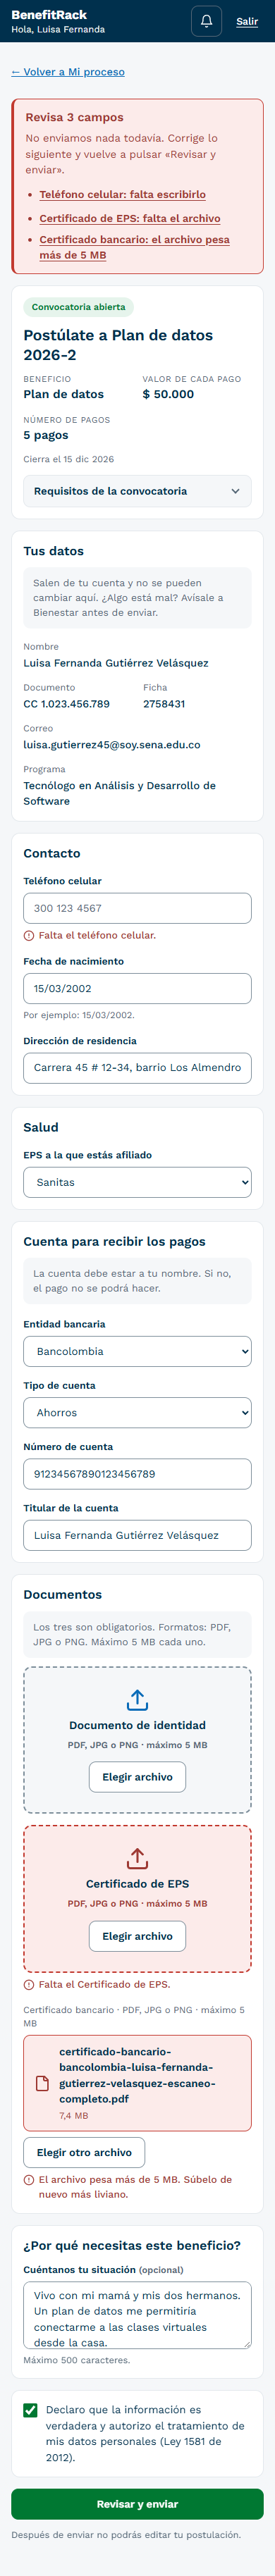 BenefitRack
Hola, Luisa Fernanda
Salir
← Volver a Mi proceso
Revisa 3 campos
No enviamos nada todavía. Corrige lo
siguiente y vuelve a pulsar «Revisar y
enviar».
• Teléfono celular: falta escribirlo
• Certificado de EPS: falta el archivo
• Certificado bancario: el archivo pesa
más de 5 MB
Convocatoria abierta
Postúlate a Plan de datos
2026-2
BENEFICIO
Plan de datos
VALOR DE CADA PAGO
$ 50.000
NÚMERO DE PAGOS
5 pagos
Cierra el 15 dic 2026
Requisitos de la convocatoria
Tus datos
Salen de tu cuenta y no se pueden
cambiar aquí. ¿Algo está mal? Avísale a
Bienestar antes de enviar.
Nombre
Luisa Fernanda Gutiérrez Velásquez
Documento
CC 1.023.456.789
Ficha
2758431
Correo
luisa.gutierrez45@soy.sena.edu.co
Programa
Tecnólogo en Análisis y Desarrollo de
Software
Contacto
Teléfono celular
300 123 4567
Falta el teléfono celular.
Fecha de nacimiento
15/03/2002
Por ejemplo: 15/03/2002.
Dirección de residencia
Carrera 45 # 12-34, barrio Los Almendro
Salud
EPS a la que estás afiliado
Sanitas
Cuenta para recibir los pagos
La cuenta debe estar a tu nombre. Si no,
el pago no se podrá hacer.
Entidad bancaria
Bancolombia
Tipo de cuenta
Ahorros
Número de cuenta
91234567890123456789
Titular de la cuenta
Luisa Fernanda Gutiérrez Velásquez
Documentos
Los tres son obligatorios. Formatos: PDF,
JPG o PNG. Máximo 5 MB cada uno.
Documento de identidad
PDF, JPG o PNG · máximo 5 MB
Elegir archivo
Certificado de EPS
PDF, JPG o PNG · máximo 5 MB
Elegir archivo
Falta el Certificado de EPS.
Certificado bancario · PDF, JPG o PNG · máximo 5
MB
certificado-bancario-
bancolombia-luisa-fernanda-
gutierrez-velasquez-escaneo-
completo.pdf
7,4 MB
Elegir otro archivo
El archivo pesa más de 5 MB. Súbelo de
nuevo más liviano.
¿Por qué necesitas este beneficio?
Cuéntanos tu situación (opcional)
Vivo con mi mamá y mis dos hermanos.
Un plan de datos me permitiría
conectarme a las clases virtuales
desde la casa.
Máximo 500 caracteres.
Declaro que la información es
verdadera y autorizo el tratamiento de
mis datos personales (Ley 1581 de
2012).
Revisar y enviar
Después de enviar no podrás editar tu postulación.